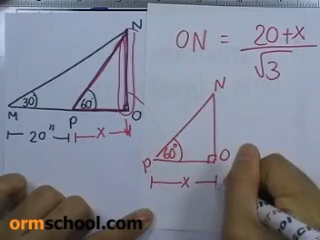 N
30°
60°
M
P
O
20"
x
ON = 20+x
√3
N
60°
P
O
x
ormschool.com